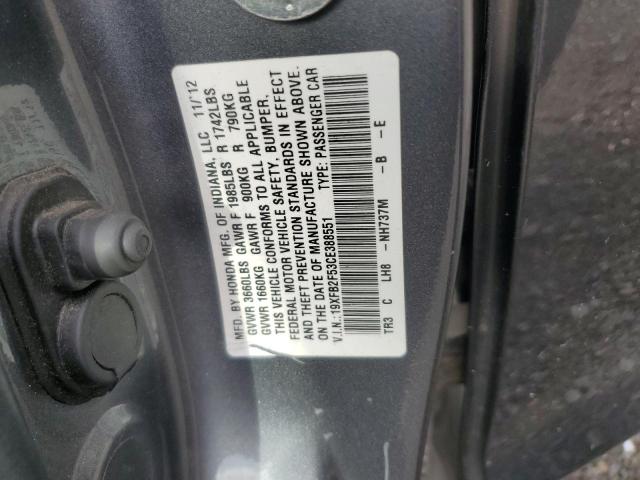 MFD. BY HONDA MFG. OF INDIANA, LLC 11/'12
GVWR 3660LBS GAWR F 1985LBS R 1742LBS
GVWR 1660KG GAWR F 900KG R 790KG
THIS VEHICLE CONFORMS TO ALL APPLICABLE
FEDERAL MOTOR VEHICLE SAFETY, BUMPER,
AND THEFT PREVENTION STANDARDS IN EFFECT
ON THE DATE OF MANUFACTURE SHOWN ABOVE.
V.I.N.:19XFB2F53CE388551 TYPE: PASSENGER CAR
TR3 C LH8 -NH737M -B -E